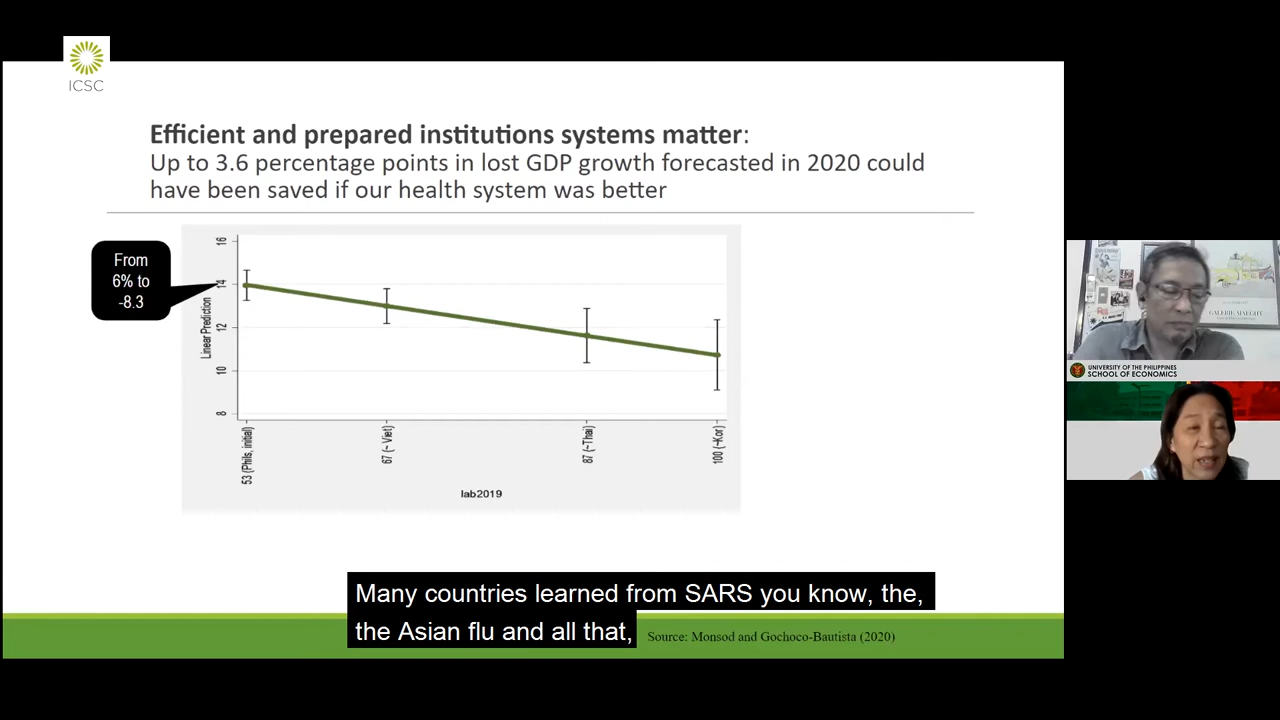 ICSC
Efficient and prepared institutions systems matter:
Up to 3.6 percentage points in lost GDP growth forecasted in 2020 could
have been saved if our health system was better
From
6% to
-8.3
16
14
12
10
8
Linear Prediction
53 (Phils, initial)
67 (~ Viet)
87 (~Thai)
100 (~Kor)
lab2019
Many countries learned from SARS you know, the,
the Asian flu and all that,
Source: Monsod and Gochoco-Bautista (2020)
GALERIE MAEGHT
UNIVERSITY OF THE PHILIPPINES
SCHOOL OF ECONOMICS